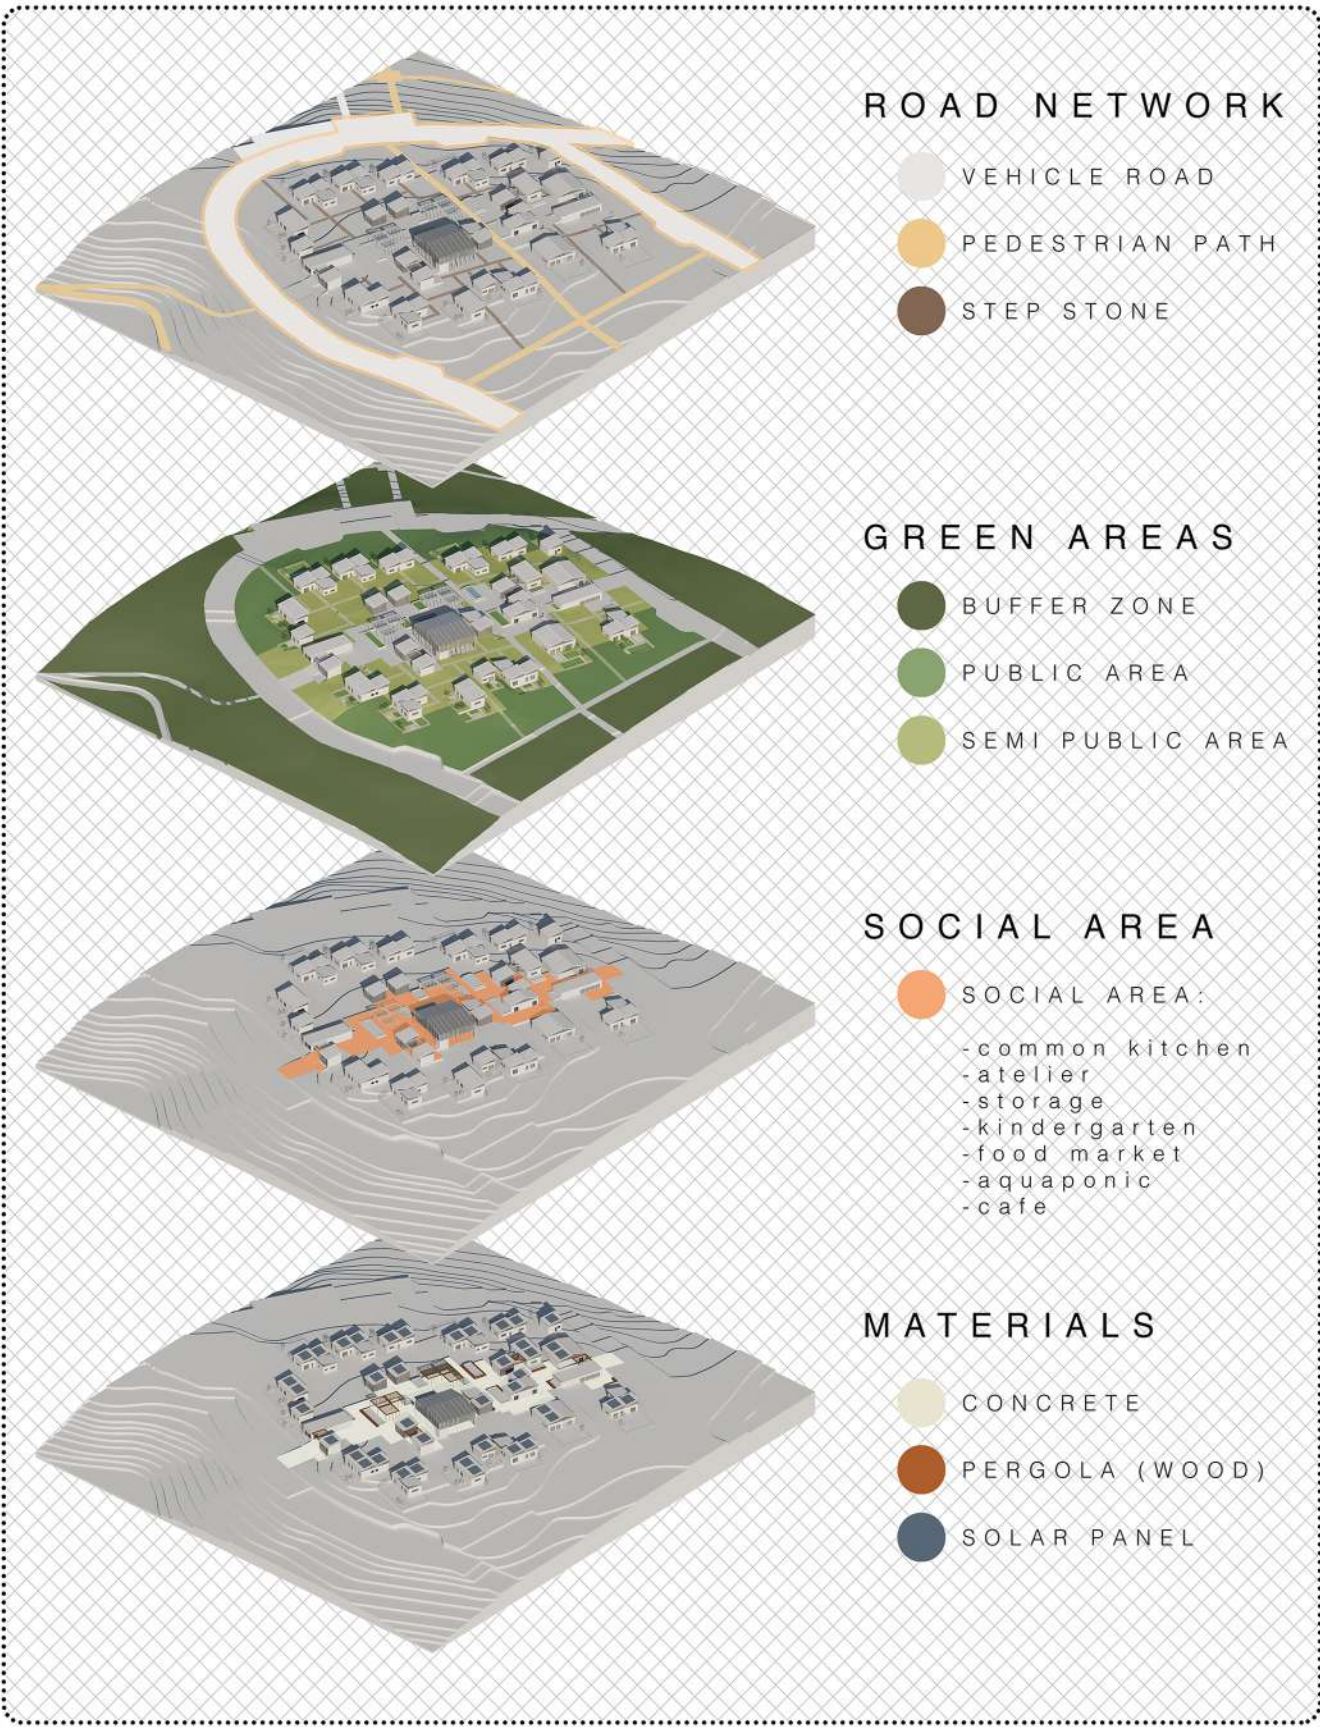 ROAD NETWORK
VEHICLE ROAD
PEDESTRIAN PATH
STEP STONE
GREEN AREAS
BUFFER ZONE
PUBLIC AREA
SEMI PUBLIC AREA
SOCIAL AREA
SOCIAL AREA:
-common kitchen
-atelier
-storage
-kindergarten
-food market
-aquaponic
-cafe
MATERIALS
CONCRETE
PERGOLA (WOOD)
SOLAR PANEL